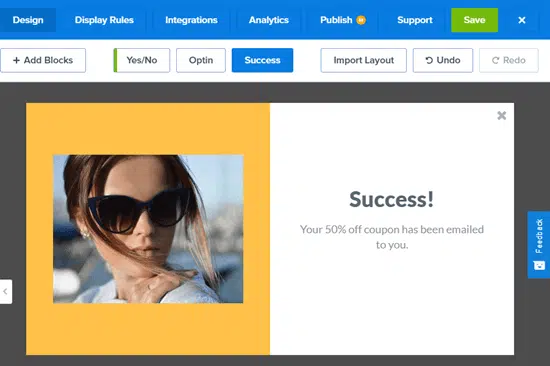 Design Display Rules Integrations Analytics Publish Support Save
+ Add Blocks Yes/No Optin Success Import Layout Undo Redo
Success!
Your 50% off coupon has been emailed
to you.
Feedback